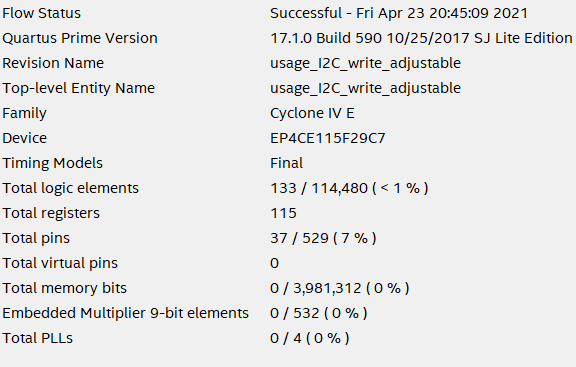 Flow Status Successful - Fri Apr 23 20:45:09 2021
Quartus Prime Version 17.1.0 Build 590 10/25/2017 SJ Lite Edition
Revision Name usage_I2C_write_adjustable
Top-level Entity Name usage_I2C_write_adjustable
Family Cyclone IV E
Device EP4CE115F29C7
Timing Models Final
Total logic elements 133 / 114,480 ( < 1 % )
Total registers 115
Total pins 37 / 529 ( 7 % )
Total virtual pins 0
Total memory bits 0 / 3,981,312 ( 0 % )
Embedded Multiplier 9-bit elements 0 / 532 ( 0 % )
Total PLLs 0 / 4 ( 0 % )